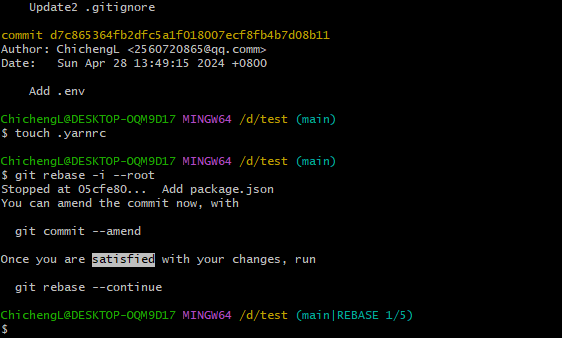 Update2 .gitignore
commit d7c865364fb2dfc5a1f018007ecf8fb4b7d08b11
Author: ChichengL <2560720865@qq.comm>
Date:   Sun Apr 28 13:49:15 2024 +0800
Add .env
ChichengL@DESKTOP-OQM9D17 MINGW64 /d/test (main)
$ touch .yarnrc
ChichengL@DESKTOP-OQM9D17 MINGW64 /d/test (main)
$ git rebase -i --root
Stopped at 05cfe80...  Add package.json
You can amend the commit now, with
git commit --amend
Once you are satisfied with your changes, run
git rebase --continue
ChichengL@DESKTOP-OQM9D17 MINGW64 /d/test (main|REBASE 1/5)
$